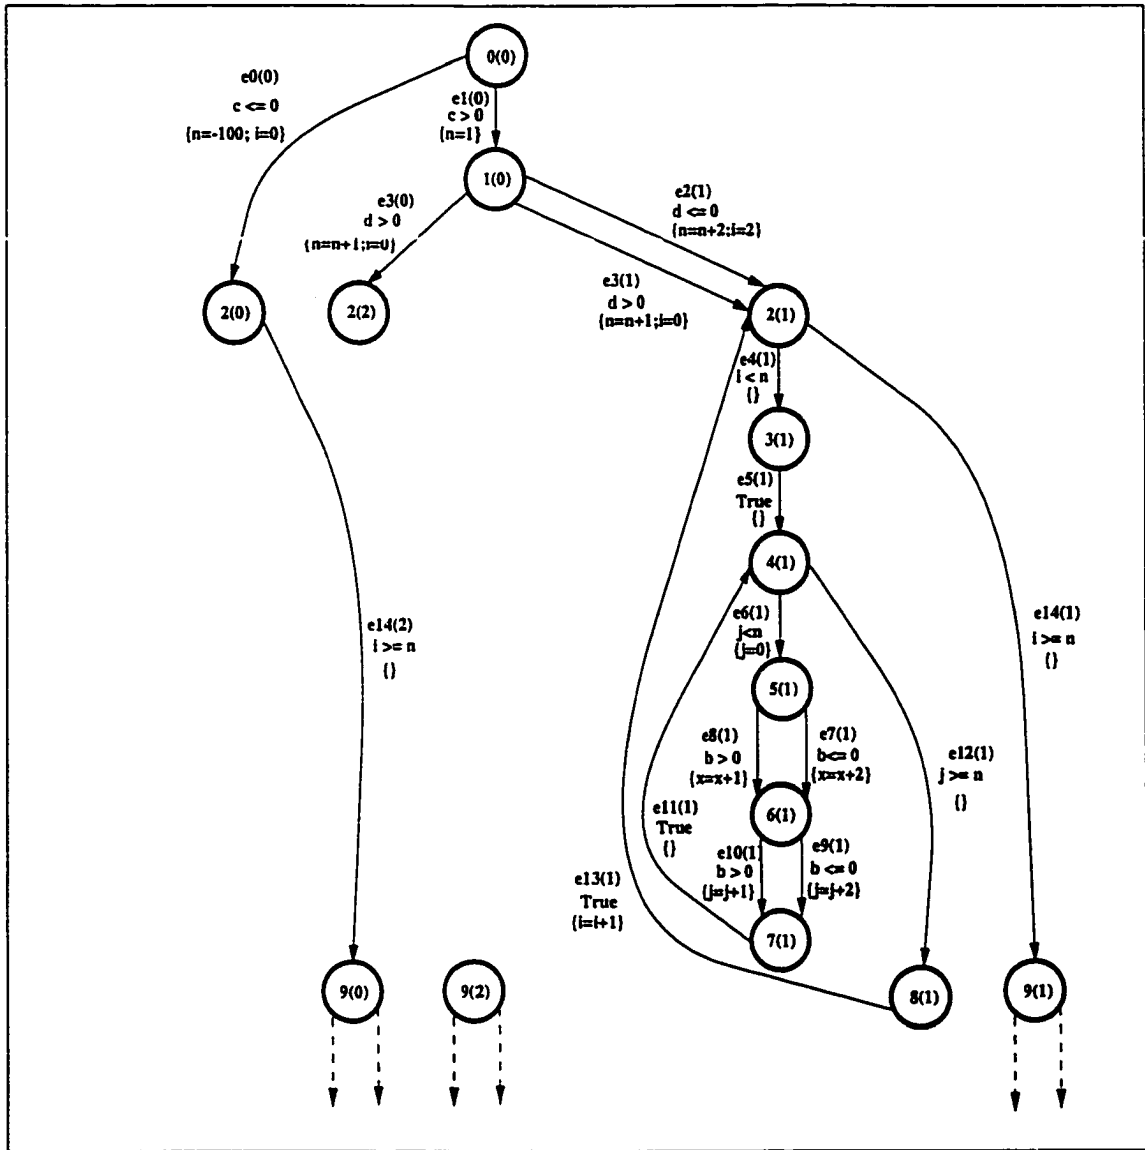 0(0)
e0(0)
c <= 0
{n=-100; i=0}
e1(0)
c > 0
{n=1}
1(0)
e3(0)
d > 0
{n=n+1;i=0}
e2(1)
d <= 0
{n=n+2;i=2}
e3(1)
d > 0
{n=n+1;i=0}
2(0)
2(2)
2(1)
e4(1)
i < n
{}
3(1)
e5(1)
True
{}
4(1)
e6(1)
j<n
{j=0}
e14(2)
i >= n
{}
e14(1)
i >= n
{}
5(1)
e8(1)
b > 0
{x=x+1}
e7(1)
b<= 0
{x=x+2}
e12(1)
j >= n
{}
6(1)
e11(1)
True
{}
e10(1)
b > 0
{j=j+1}
e9(1)
b <= 0
{j=j+2}
e13(1)
True
{i=i+1}
7(1)
9(0)
9(2)
8(1)
9(1)